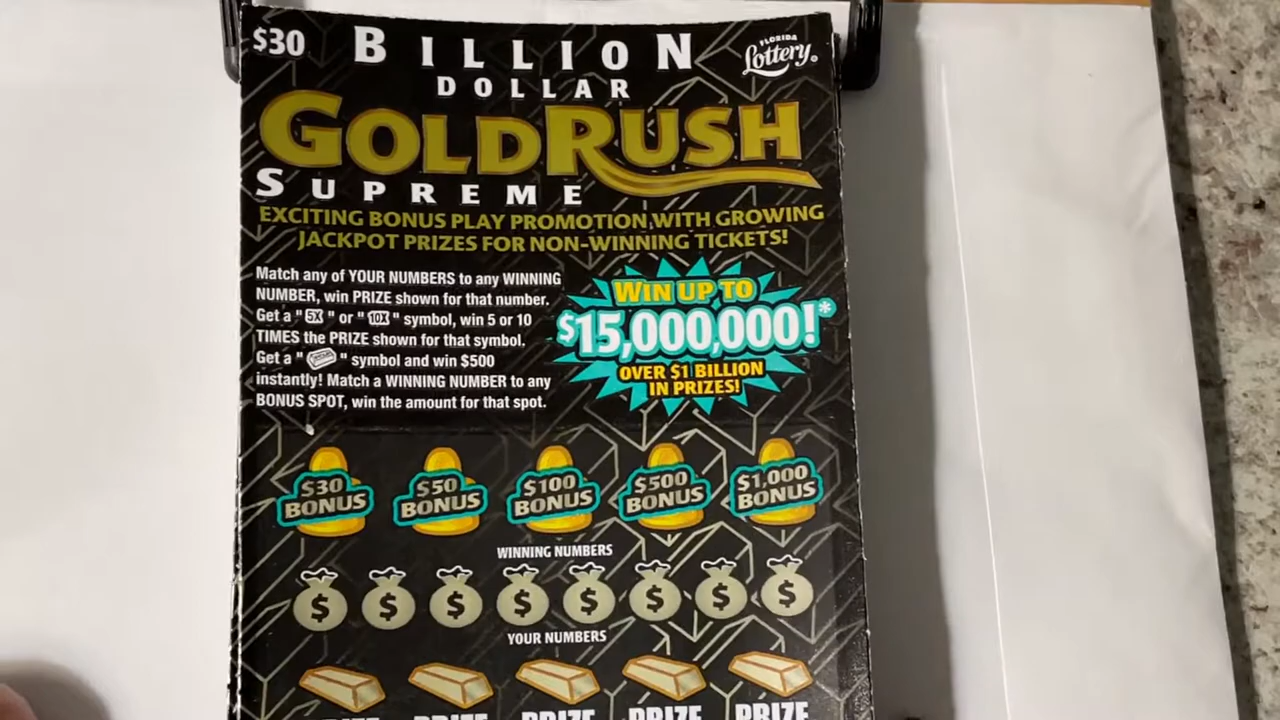 $30
BILLION
FLORIDA
Lottery
DOLLAR
GOLDRUSH
SUPREME
EXCITING BONUS PLAY PROMOTION WITH GROWING
JACKPOT PRIZES FOR NON-WINNING TICKETS!
Match any of YOUR NUMBERS to any WINNING
NUMBER, win PRIZE shown for that number.
Get a "5X" or "10X" symbol, win 5 or 10
TIMES the PRIZE shown for that symbol.
Get a " " symbol and win $500
instantly! Match a WINNING NUMBER to any
BONUS SPOT, win the amount for that spot.
WIN UP TO
$15,000,000!*
OVER $1 BILLION
IN PRIZES!
$30 BONUS
$50 BONUS
$100 BONUS
$500 BONUS
$1,000 BONUS
WINNING NUMBERS
$ $ $ $ $ $ $ $
YOUR NUMBERS
PRIZE PRIZE PRIZE PRIZE PRIZE